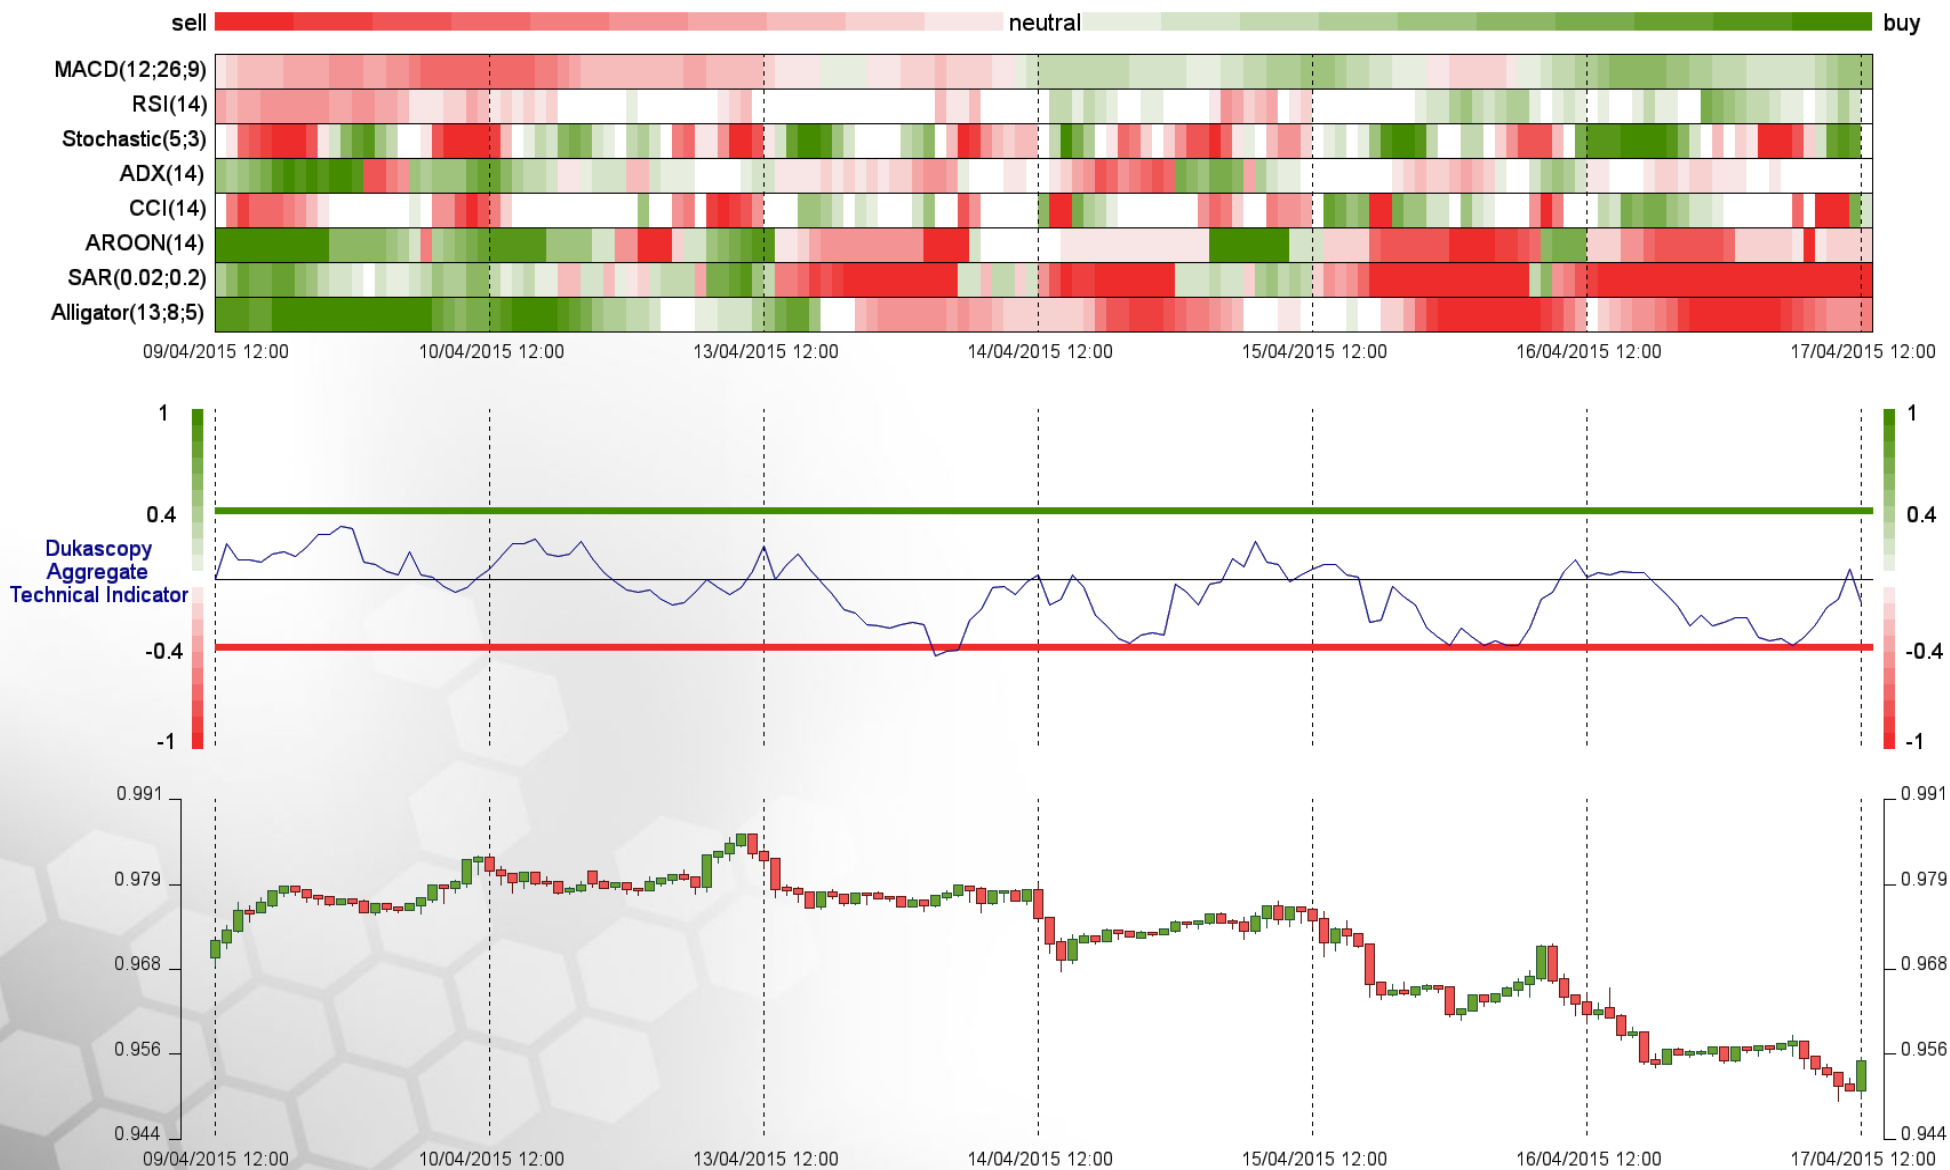 sell neutral buy
MACD(12;26;9)
RSI(14)
Stochastic(5;3)
ADX(14)
CCI(14)
AROON(14)
SAR(0.02;0.2)
Alligator(13;8;5)
09/04/2015 12:00 10/04/2015 12:00 13/04/2015 12:00 14/04/2015 12:00 15/04/2015 12:00 16/04/2015 12:00 17/04/2015 12:00
1 1
0.4 0.4
Dukascopy
Aggregate
Technical Indicator
-0.4 -0.4
-1 -1
0.991 0.991
0.979 0.979
0.968 0.968
0.956 0.956
0.944 0.944
09/04/2015 12:00 10/04/2015 12:00 13/04/2015 12:00 14/04/2015 12:00 15/04/2015 12:00 16/04/2015 12:00 17/04/2015 12:00